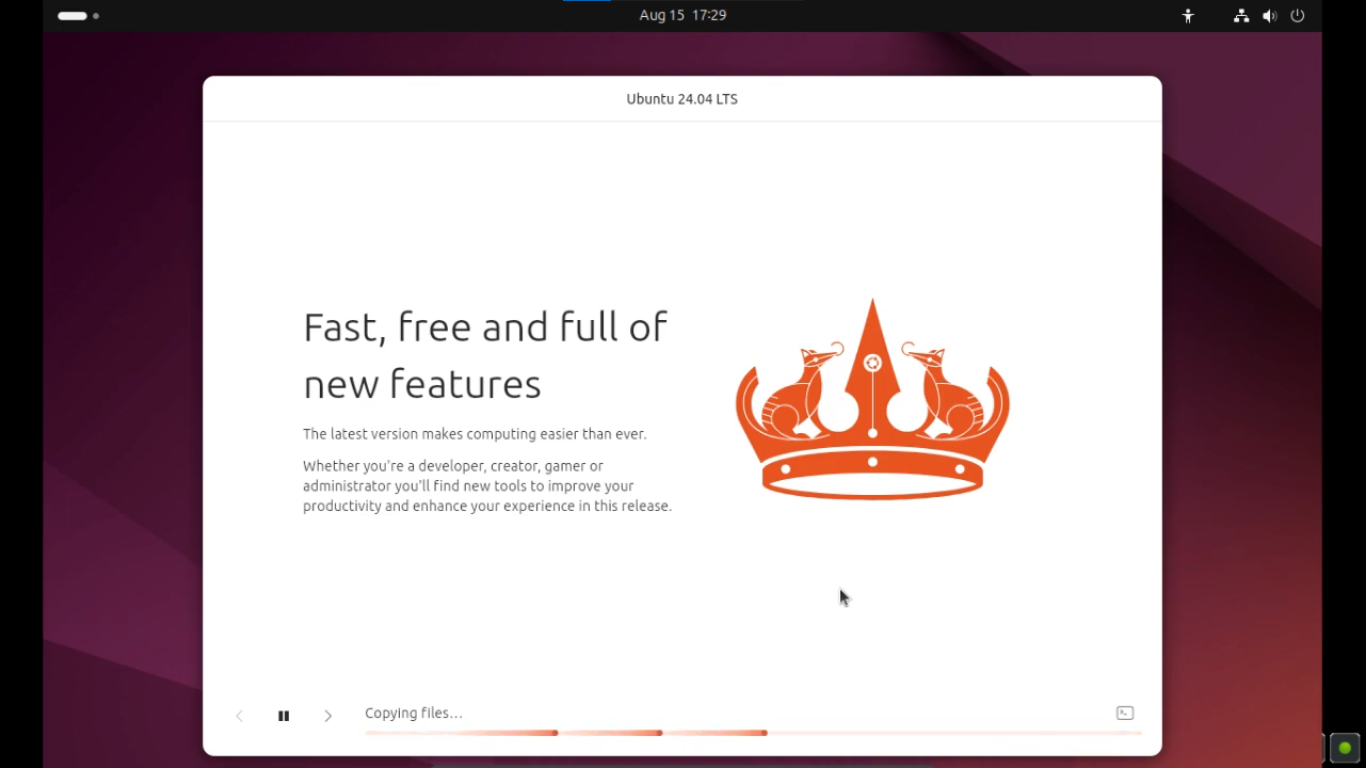 Aug 15 17:29
Ubuntu 24.04 LTS
Fast, free and full of
new features
The latest version makes computing easier than ever.
Whether you're a developer, creator, gamer or
administrator you'll find new tools to improve your
productivity and enhance your experience in this release.
Copying files...